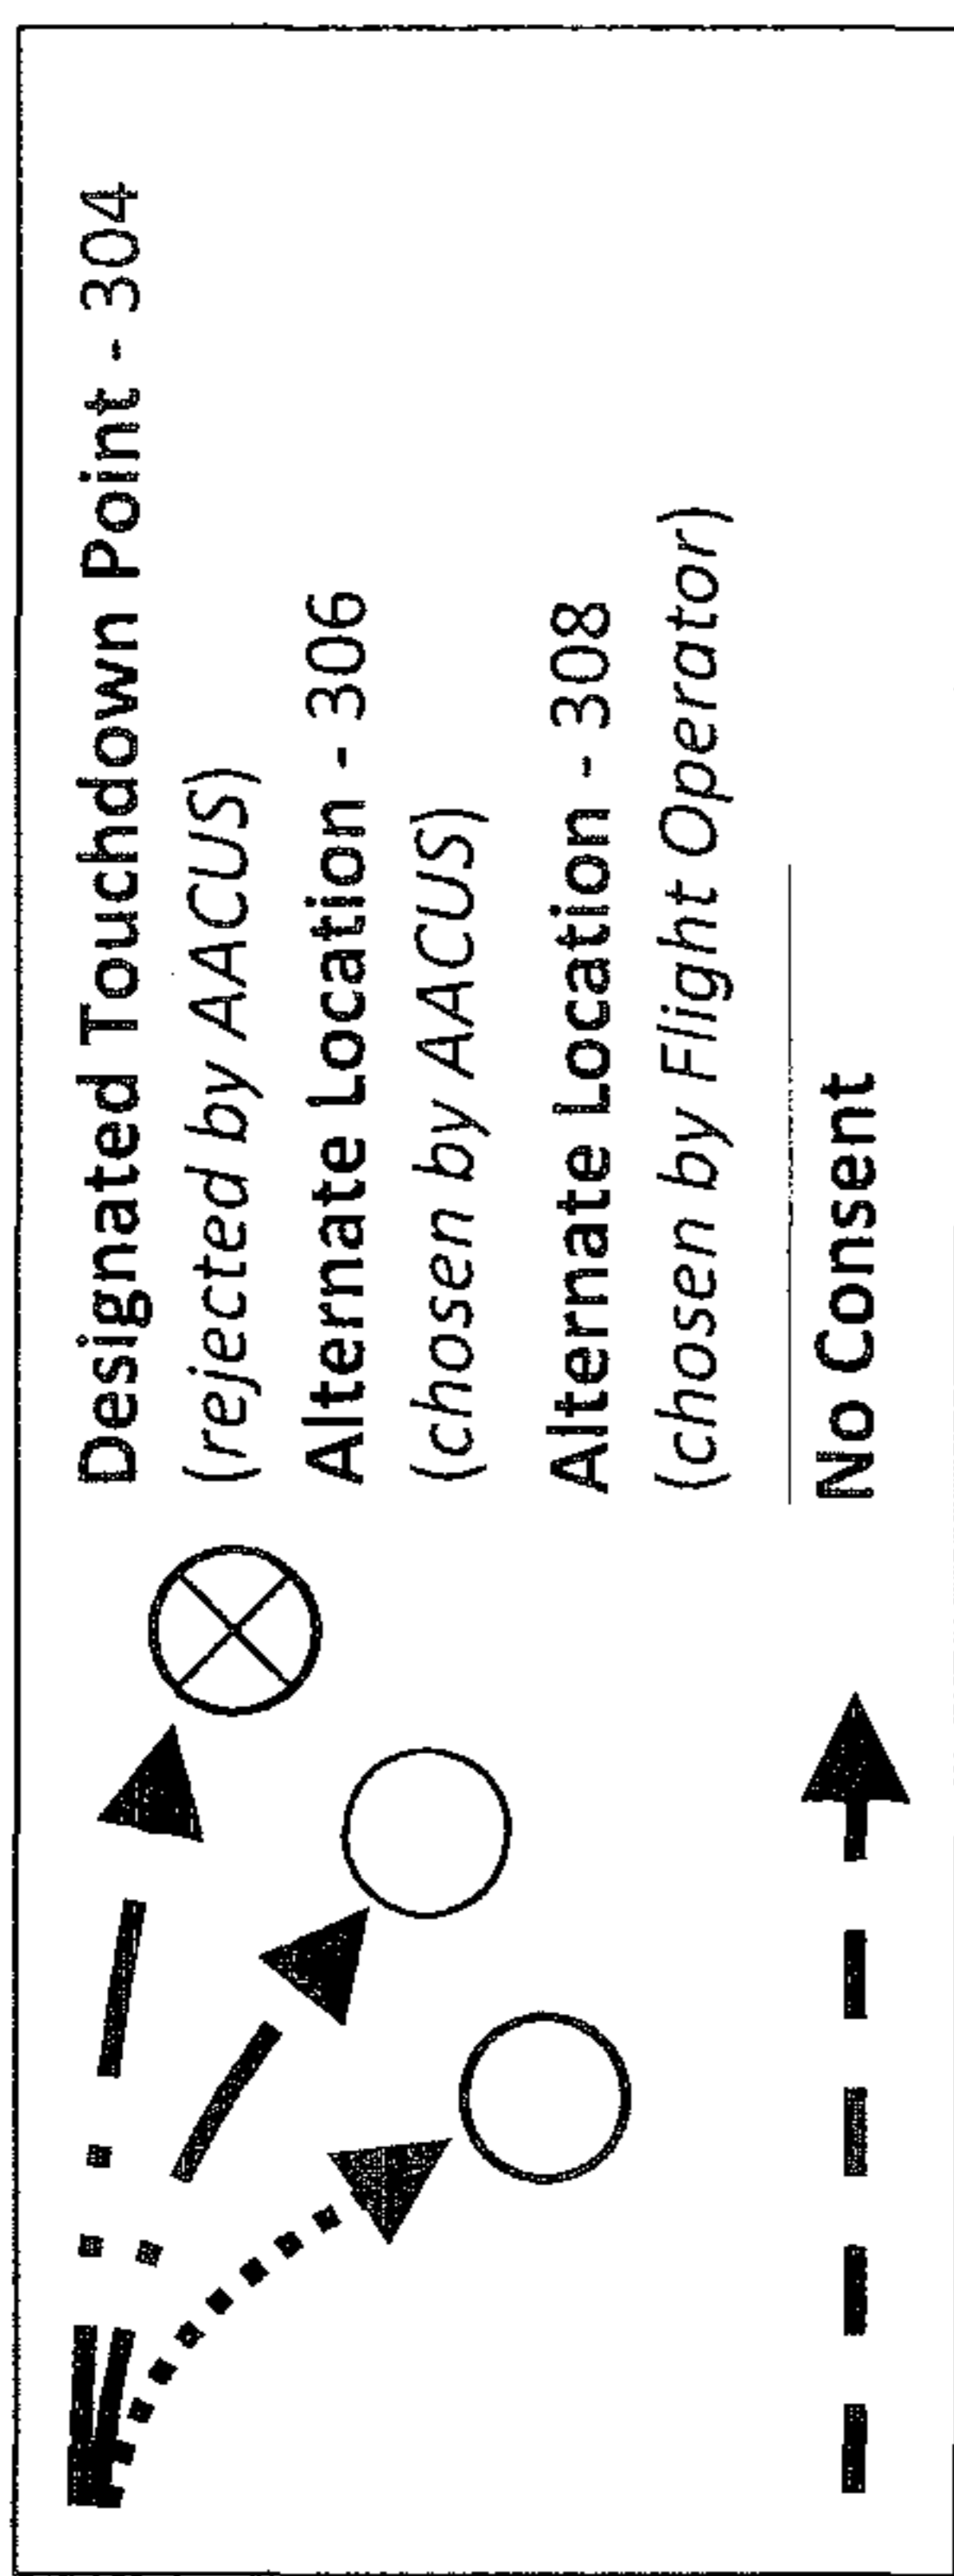 Designated Touchdown Point - 304
(rejected by AACUS)
Alternate Location - 306
(chosen by AACUS)
Alternate Location - 308
(chosen by Flight Operator)
No Consent